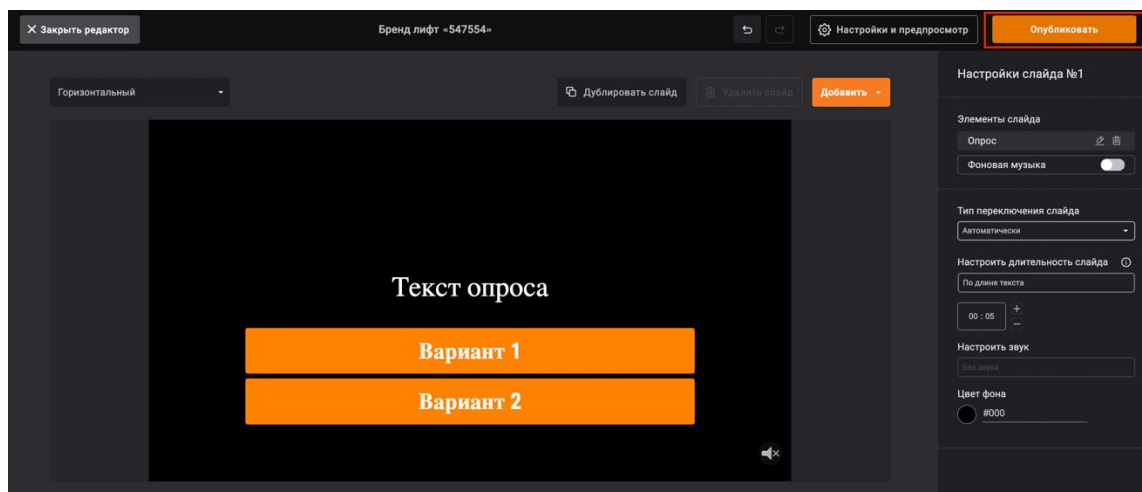 Закрыть редактор
Бренд лифт «547554»
Настройки и предпросмотр
Опубликовать
Горизонтальный
Дублировать слайд
Удалить слайд
Добавить
Текст опроса
Вариант 1
Вариант 2
Настройки слайда №1
Элементы слайда
Опрос
Фоновая музыка
Тип переключения слайда
Автоматически
Настроить длительность слайда
По длине текста
00 : 05
Настроить звук
Без звука
Цвет фона
#000